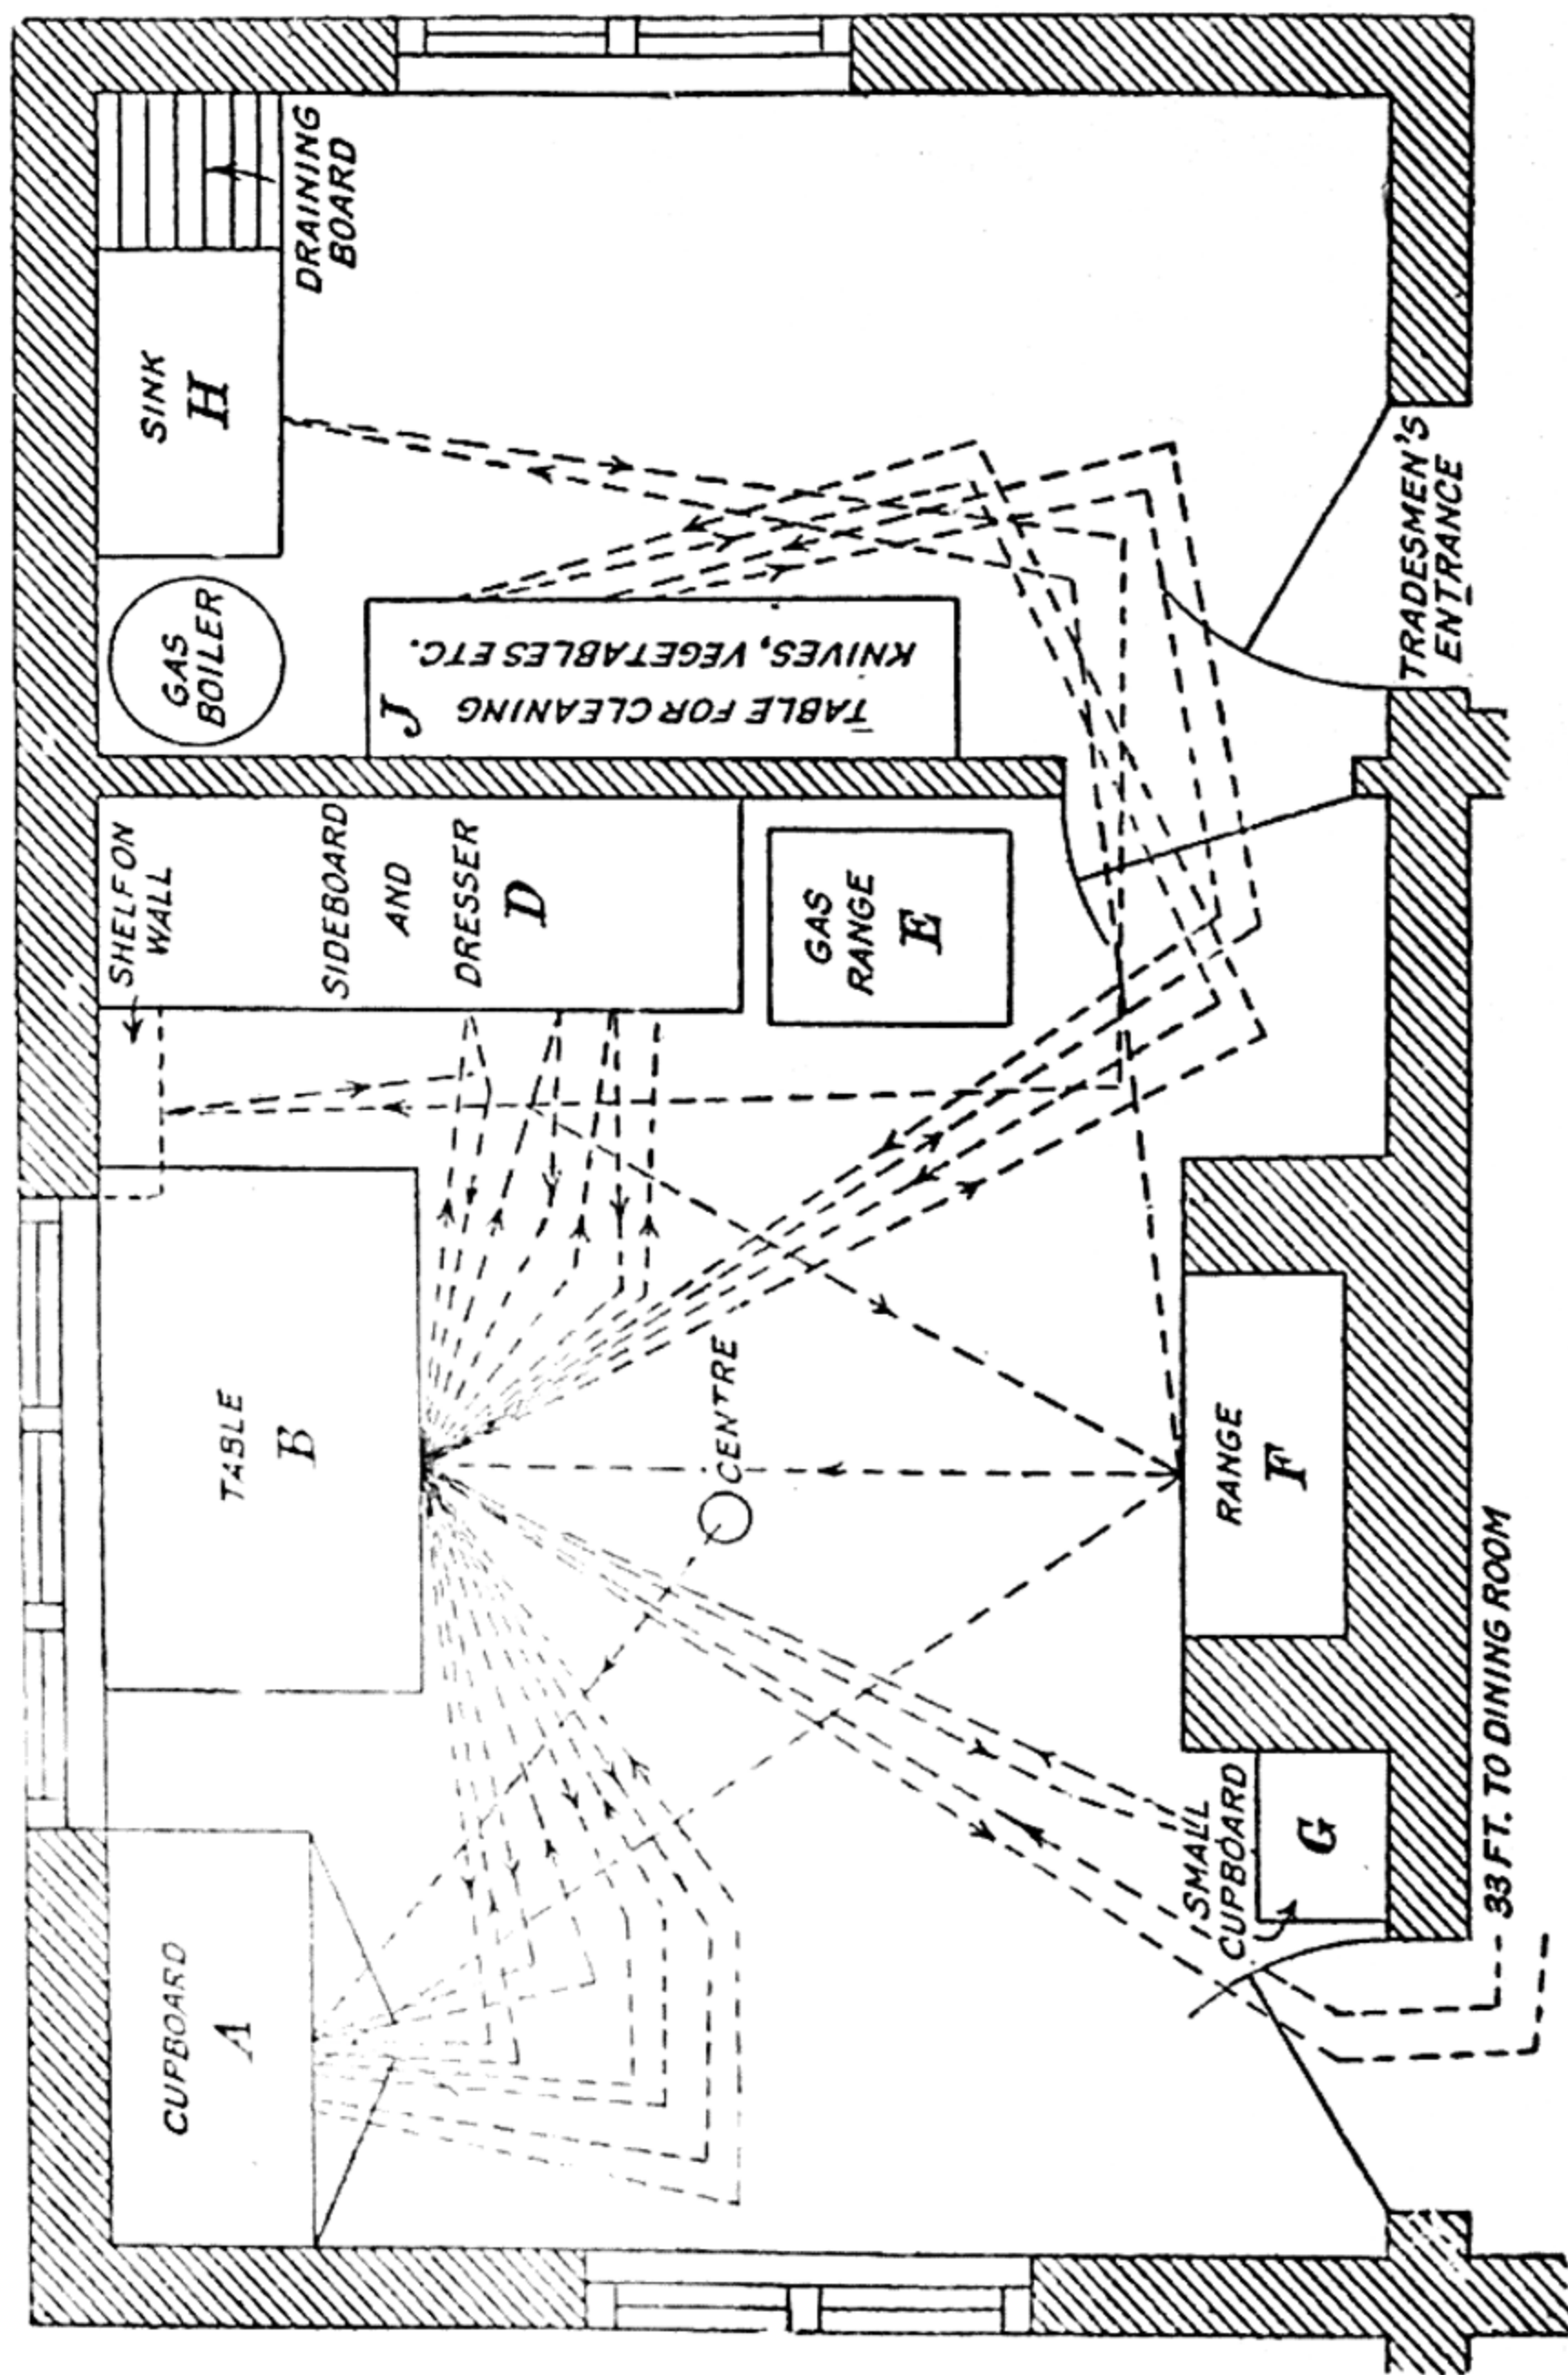 DRAINING
BOARD
SINK
H
GAS
BOILER
J
TABLE FOR CLEANING
KNIVES, VEGETABLES ETC.
TRADESMEN'S
ENTRANCE
SHELF ON
WALL
SIDEBOARD
AND
DRESSER
D
GAS
RANGE
E
TABLE
B
CENTRE
RANGE
F
CUPBOARD
A
SMALL
CUPBOARD
G
33 FT. TO DINING ROOM